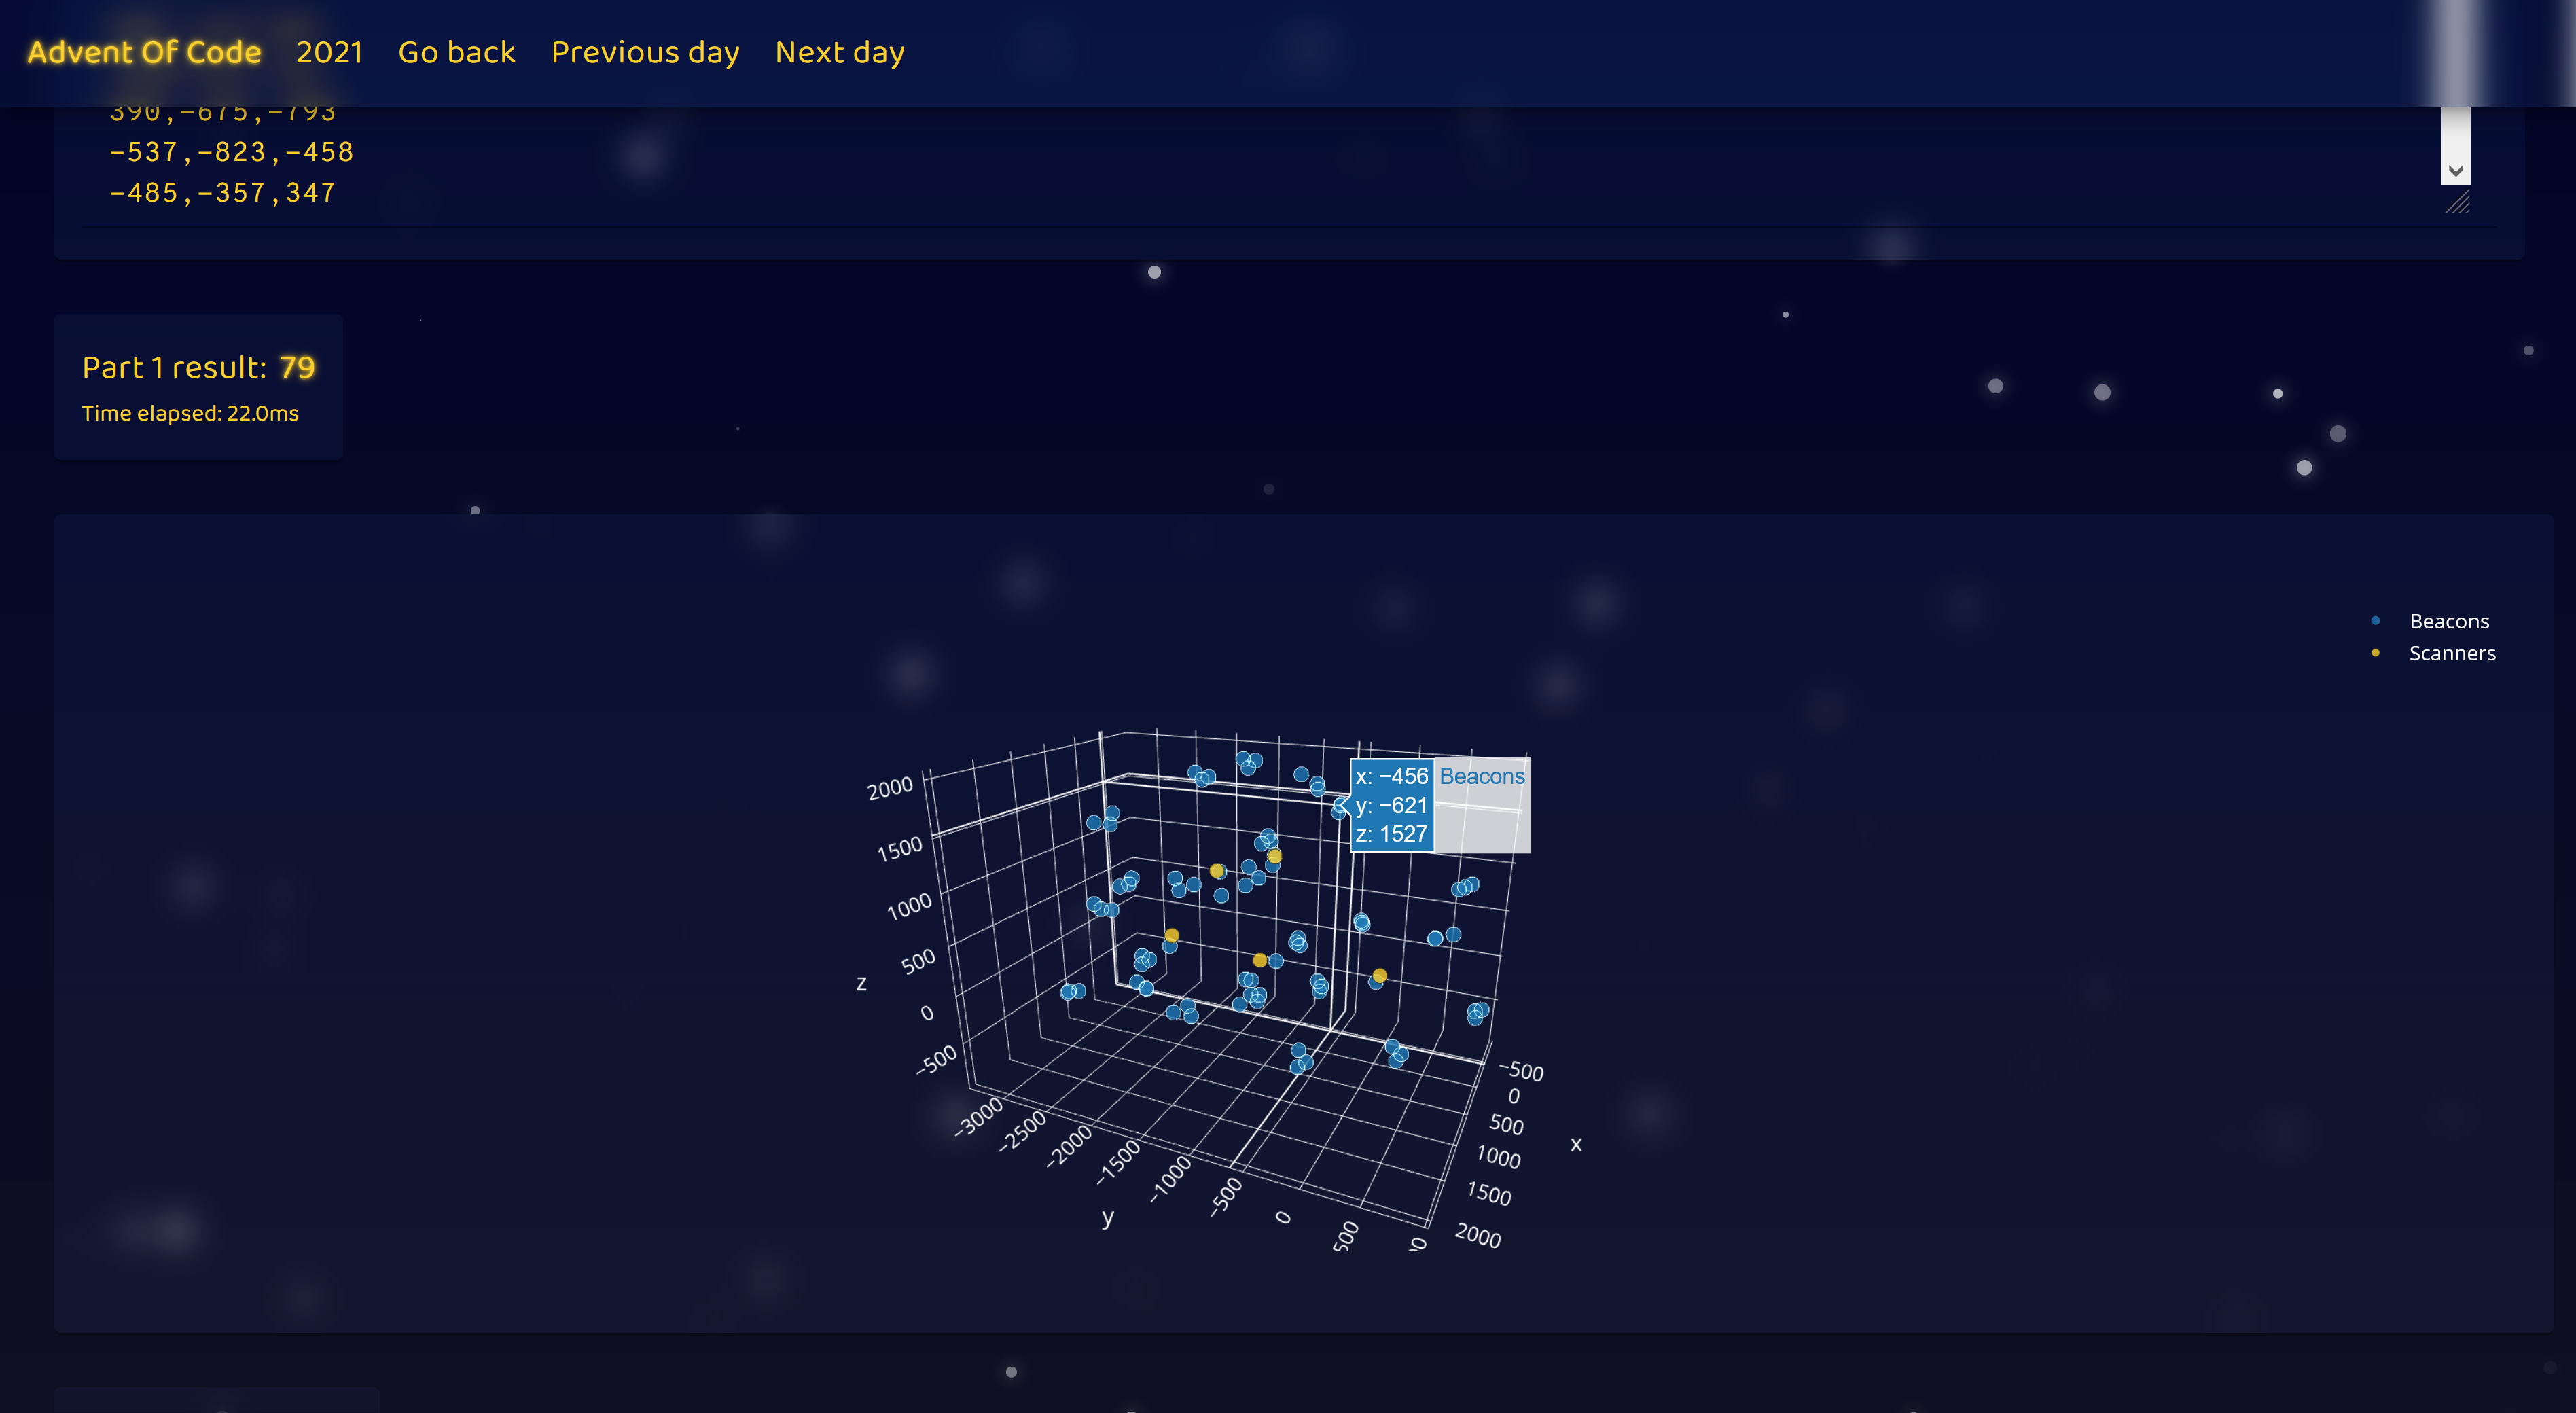 Advent Of Code 2021 Go back Previous day Next day
390,-675,-793
-537,-823,-458
-485,-357,347
Part 1 result: 79
Time elapsed: 22.0ms
Beacons
Scanners
x: −456 Beacons
y: −621
z: 1527
2000
1500
1000
500
0
−500
z
−3000
−2500
−2000
−1500
−1000
−500
0
500
y
−500
0
500
1000
1500
2000
x